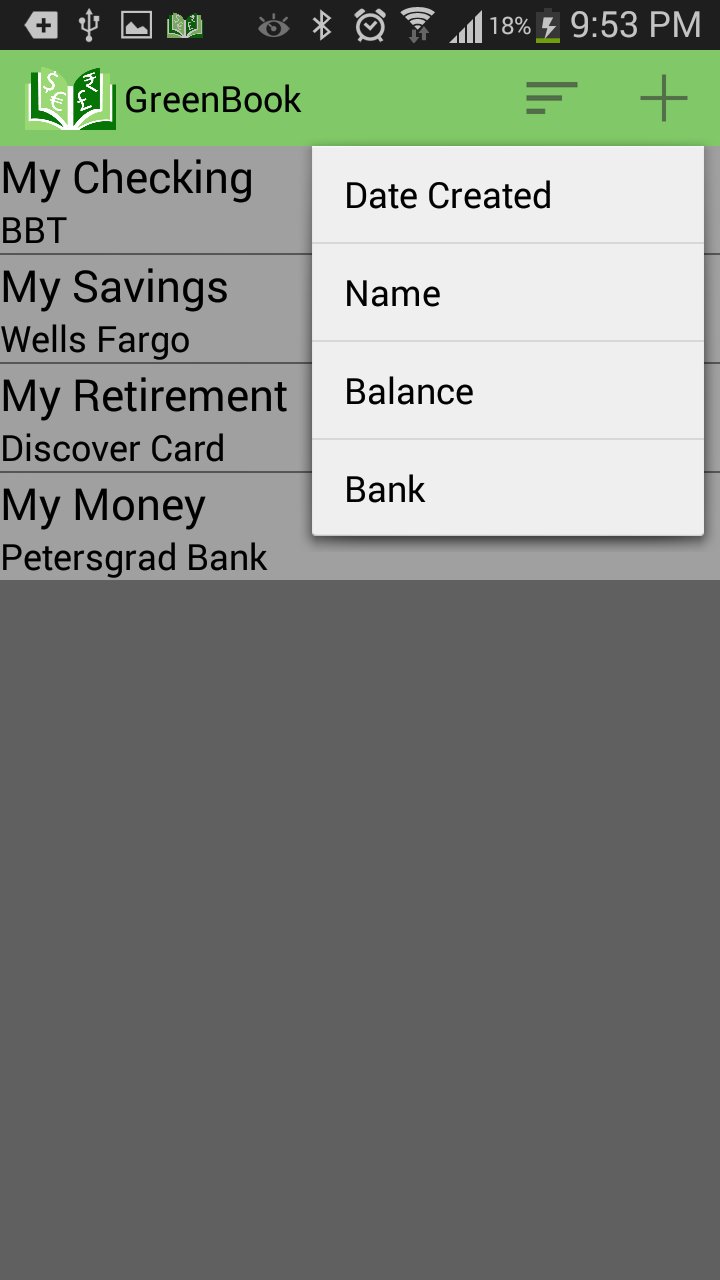 18% 9:53 PM
GreenBook
My Checking
BBT
My Savings
Wells Fargo
My Retirement
Discover Card
My Money
Petersgrad Bank
Date Created
Name
Balance
Bank